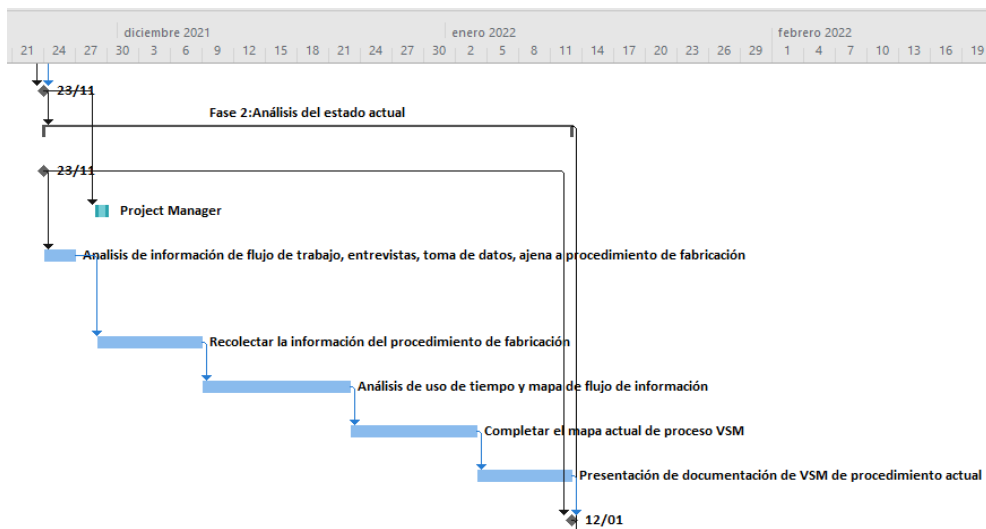 diciembre 2021 enero 2022 febrero 2022
21 24 27 30 3 6 9 12 15 18 21 24 27 30 2 5 8 11 14 17 20 23 26 29 1 4 7 10 13 16 19
23/11
Fase 2:Análisis del estado actual
23/11
Project Manager
Analisis de información de flujo de trabajo, entrevistas, toma de datos, ajena a procedimiento de fabricación
Recolectar la información del procedimiento de fabricación
Análisis de uso de tiempo y mapa de flujo de información
Completar el mapa actual de proceso VSM
Presentación de documentación de VSM de procedimiento actual
12/01